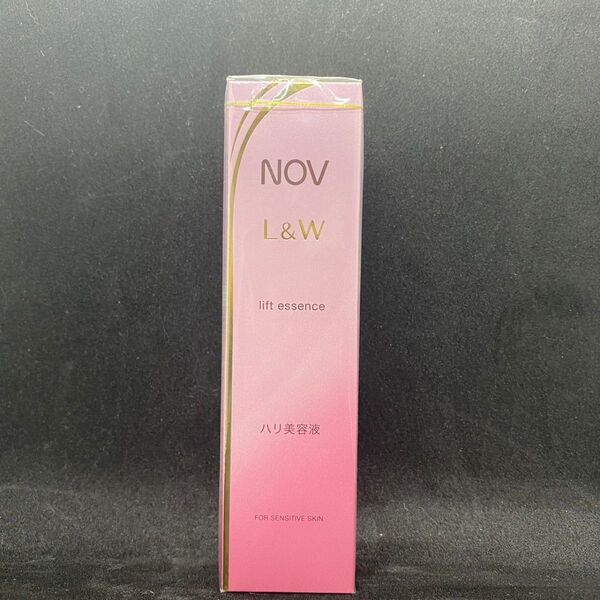 NOV
L&W
lift essence
ハリ美容液
FOR SENSITIVE SKIN